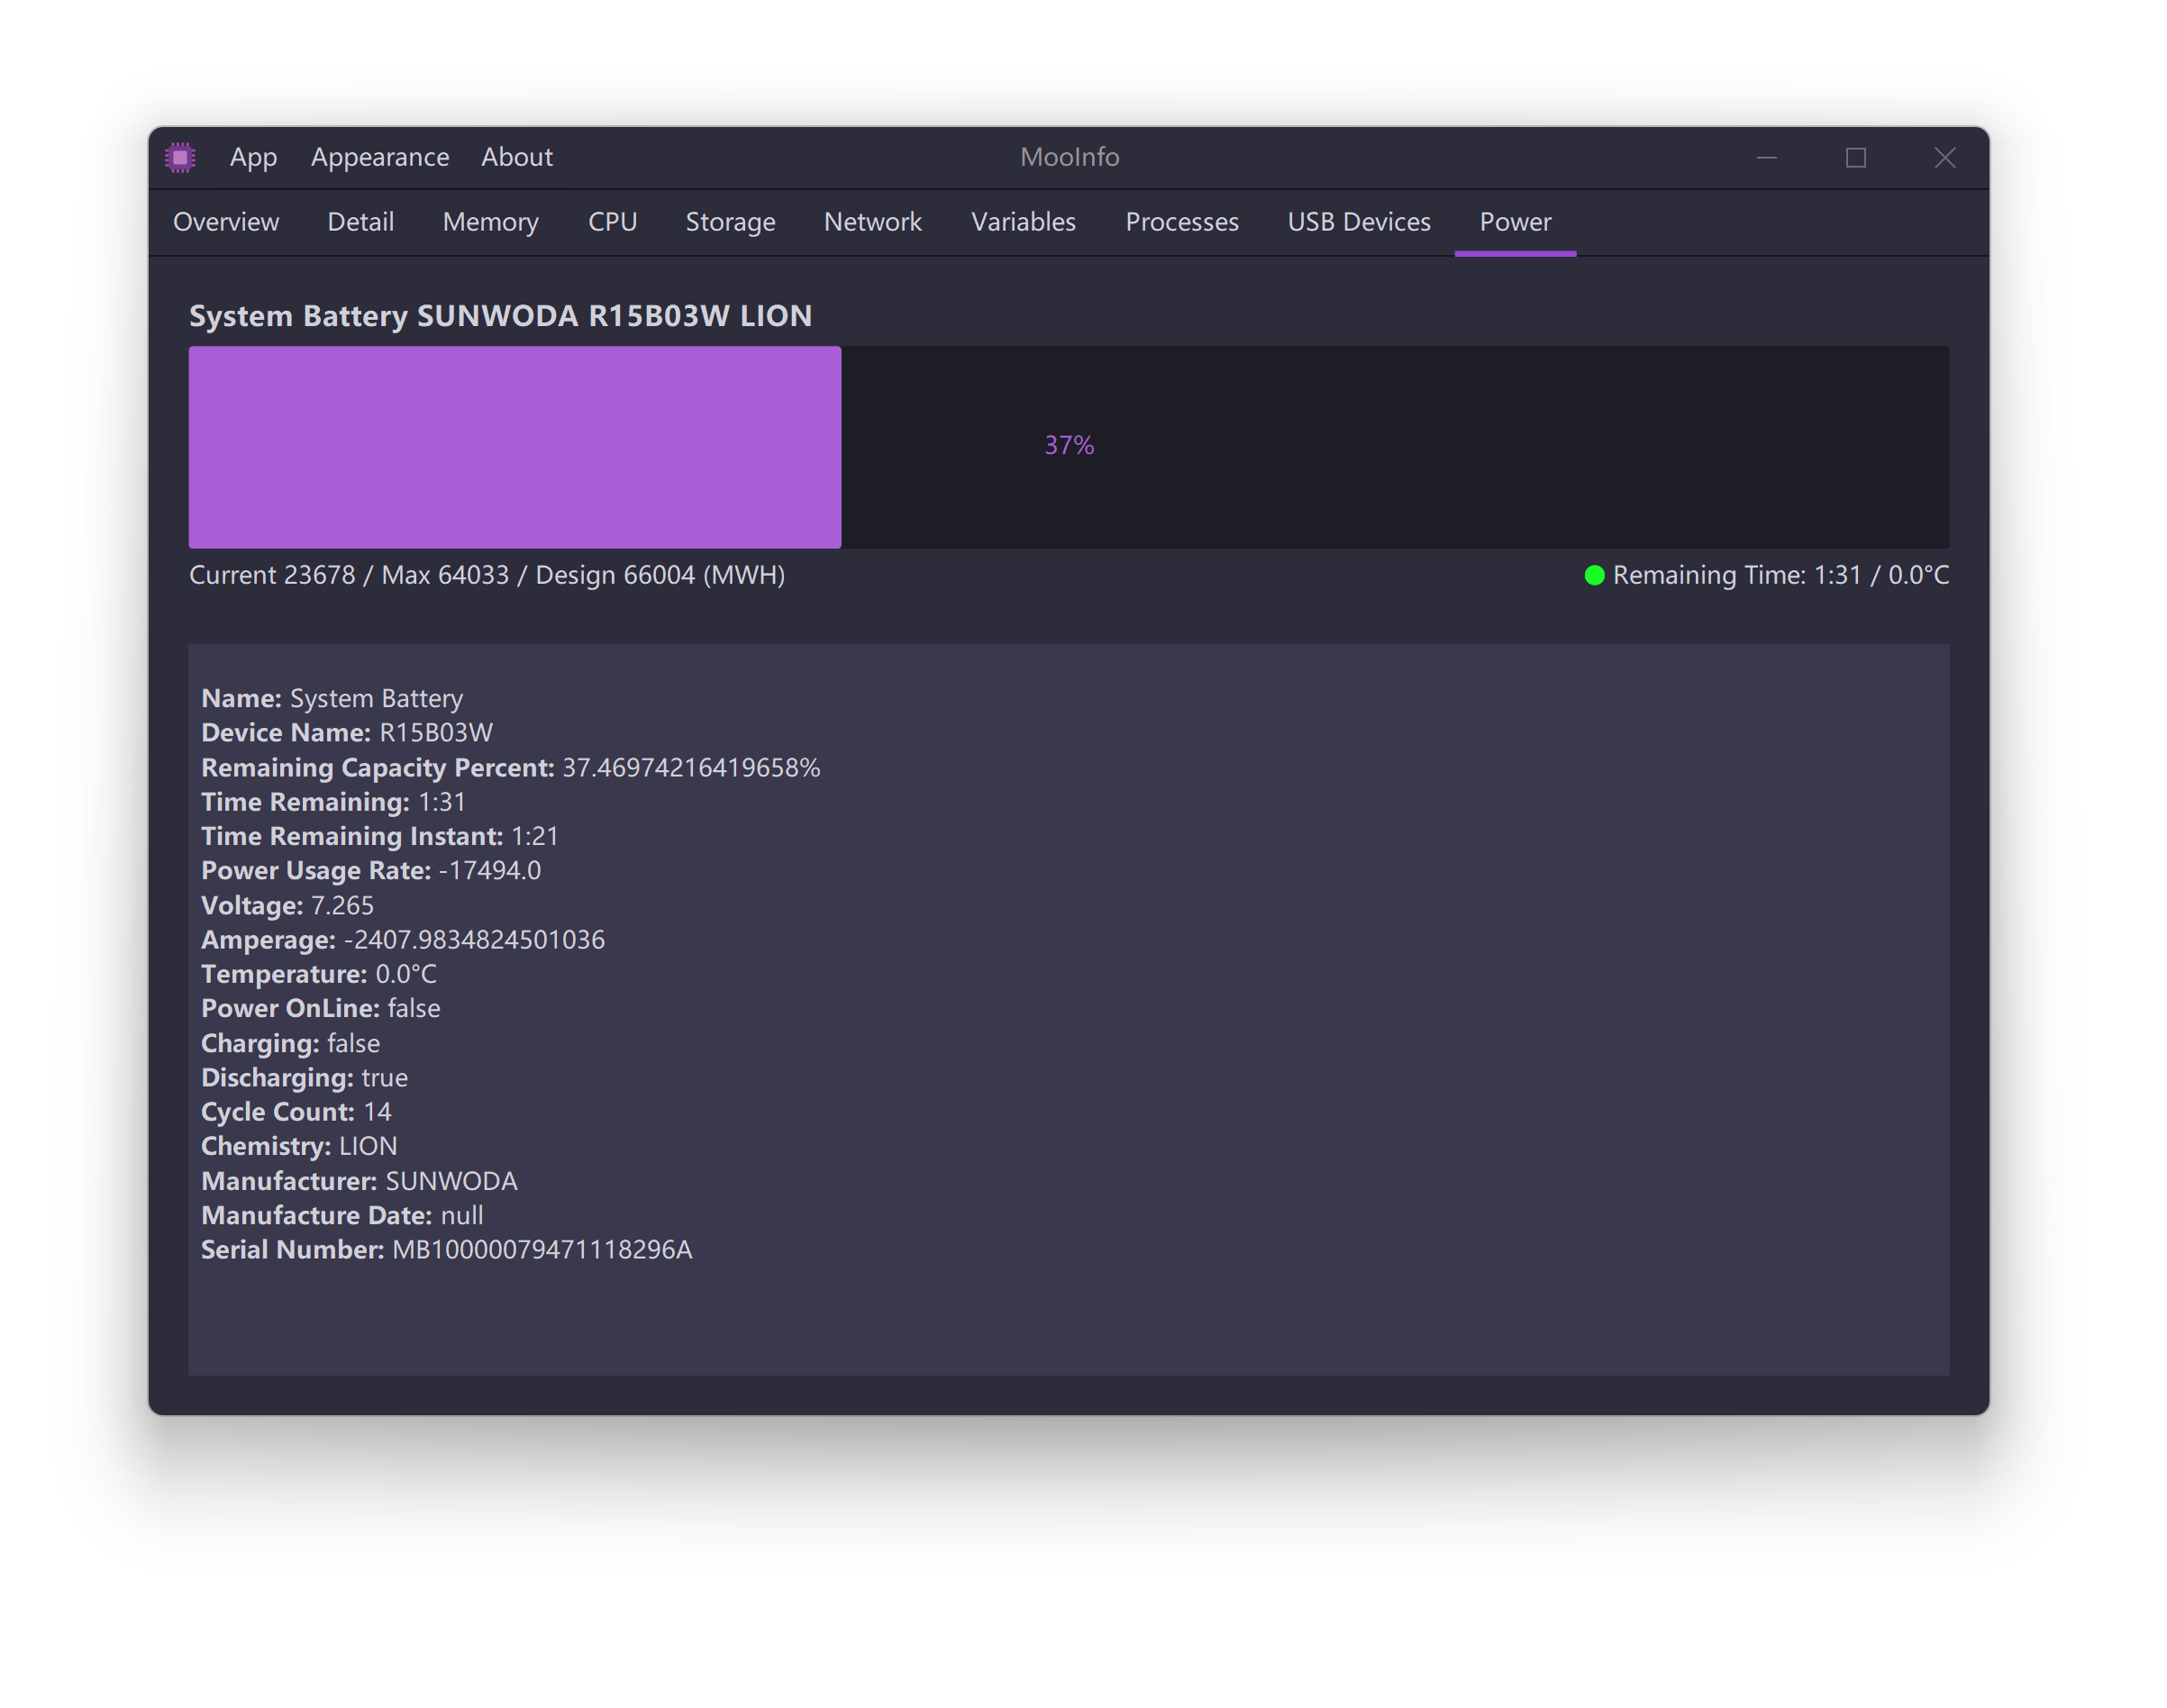 App Appearance About MooInfo
Overview Detail Memory CPU Storage Network Variables Processes USB Devices Power
System Battery SUNWODA R15B03W LION
37%
Current 23678 / Max 64033 / Design 66004 (MWH) Remaining Time: 1:31 / 0.0°C
Name: System Battery
Device Name: R15B03W
Remaining Capacity Percent: 37.46974216419658%
Time Remaining: 1:31
Time Remaining Instant: 1:21
Power Usage Rate: -17494.0
Voltage: 7.265
Amperage: -2407.9834824501036
Temperature: 0.0°C
Power OnLine: false
Charging: false
Discharging: true
Cycle Count: 14
Chemistry: LION
Manufacturer: SUNWODA
Manufacture Date: null
Serial Number: MB10000079471118296A